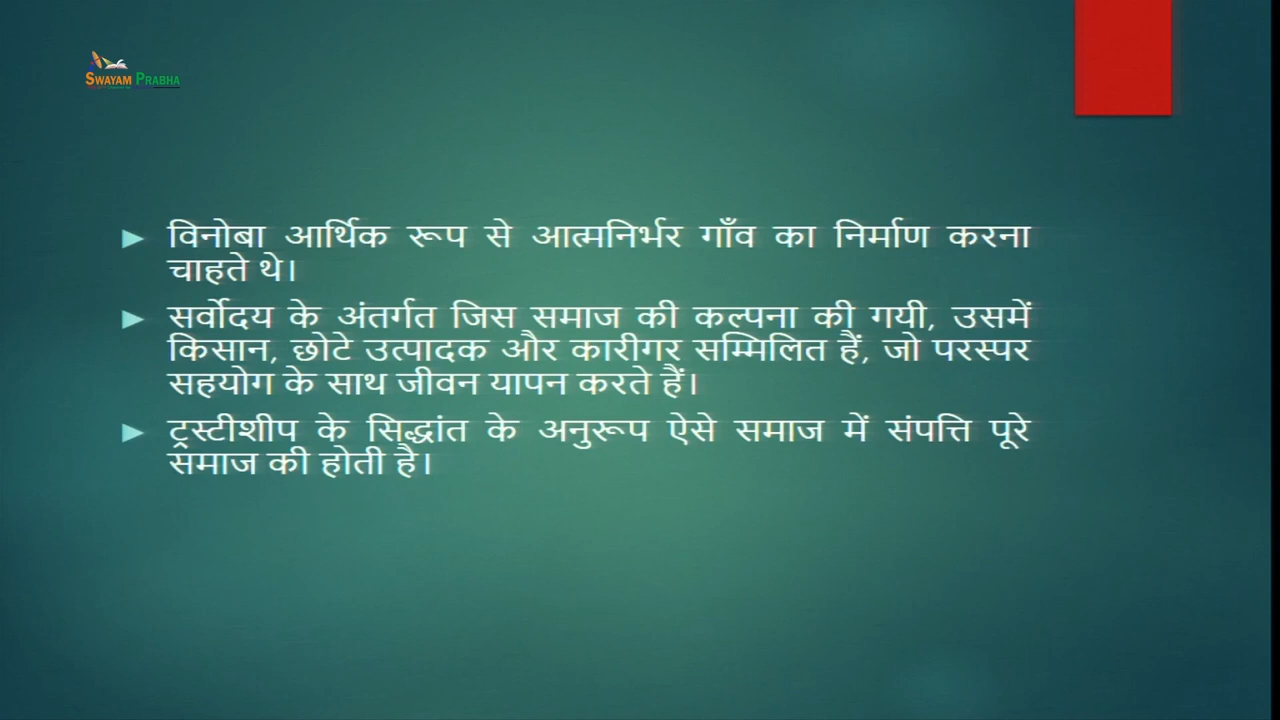 SWAYAM PRABHA
विनोबा आर्थिक रूप से आत्मनिर्भर गाँव का निर्माण करना
चाहते थे।
सर्वोदय के अंतर्गत जिस समाज की कल्पना की गयी, उसमें
किसान, छोटे उत्पादक और कारीगर सम्मिलित हैं, जो परस्पर
सहयोग के साथ जीवन यापन करते हैं।
ट्रस्टीशीप के सिद्धांत के अनुरूप ऐसे समाज में संपत्ति पूरे
समाज की होती है।